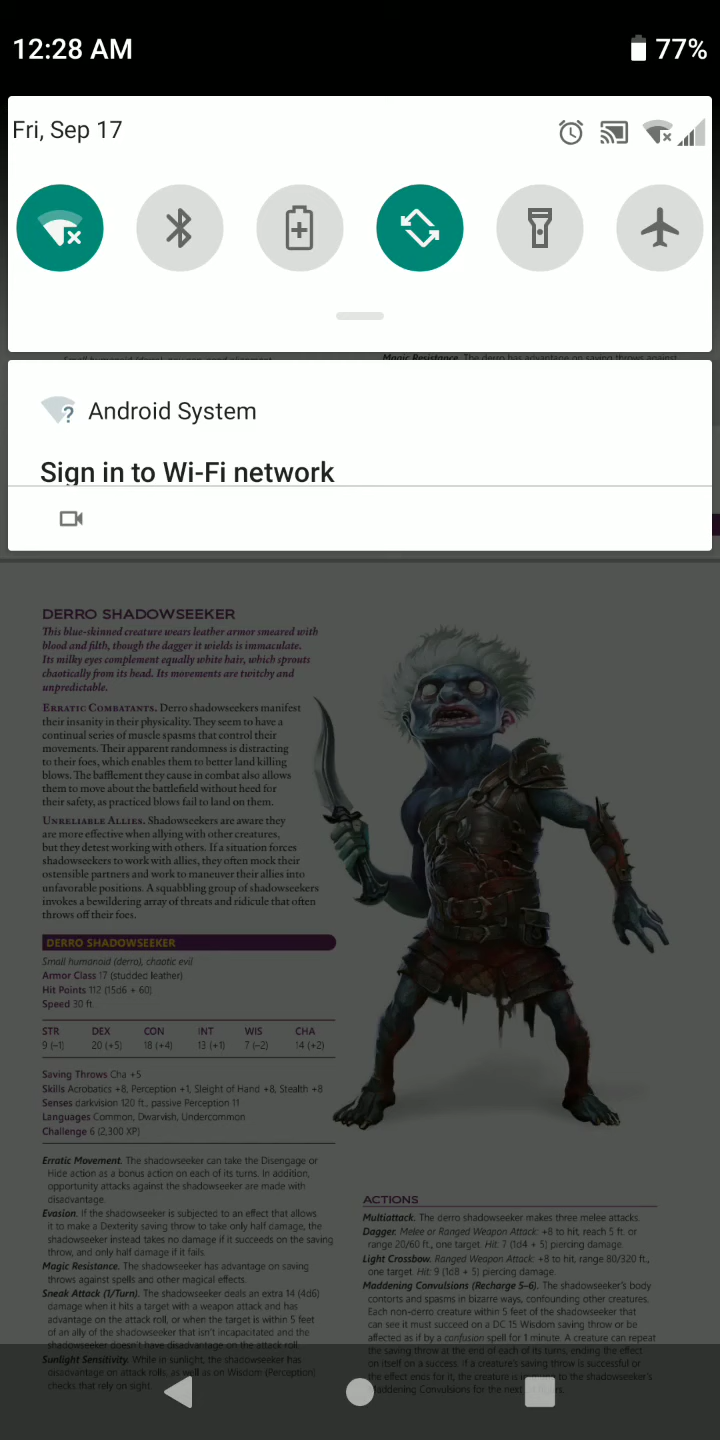 12:28 AM
77%
Fri, Sep 17
Magic Resistance. The derro has advantage on saving throws against
Android System
Sign in to Wi-Fi network
DERRO SHADOWSEEKER
This blue-skinned creature wears leather armor smeared with
blood and filth, though the dagger it wields is immaculate.
Its milky eyes complement equally white hair, which sprouts
chaotically from its head. Its movements are twitchy and
unpredictable.
ERRATIC COMBATANTS. Derro shadowseekers manifest
their insanity in their physicality. They seem to have a
continual series of muscle spasms that control their
movements. Their apparent randomness is distracting
to their foes, which enables them to better land killing
blows. The bafflement they cause in combat also allows
them to move about the battlefield without heed for
their safety, as practiced blows fail to land on them.
UNRELIABLE ALLIES. Shadowseekers are aware they
are more effective when allying with other creatures,
but they detest working with others. If a situation forces
shadowseekers to work with allies, they often mock their
ostensible partners and work to maneuver their allies into
unfavorable positions. A squabbling group of shadowseekers
invokes a bewildering array of threats and ridicule that often
throws off their foes.
DERRO SHADOWSEEKER
Small humanoid (derro), chaotic evil
Armor Class 17 (studded leather)
Hit Points 112 (15d6 + 60)
Speed 30 ft.
STR DEX CON INT WIS CHA
9 (–1) 20 (+5) 18 (+4) 13 (+1) 7 (–2) 14 (+2)
Saving Throws Cha +5
Skills Acrobatics +8, Perception +1, Sleight of Hand +8, Stealth +8
Senses darkvision 120 ft., passive Perception 11
Languages Common, Dwarvish, Undercommon
Challenge 6 (2,300 XP)
Erratic Movement. The shadowseeker can take the Disengage or
Hide action as a bonus action on each of its turns. In addition,
opportunity attacks against the shadowseeker are made with
disadvantage.
Evasion. If the shadowseeker is subjected to an effect that allows
it to make a Dexterity saving throw to take only half damage, the
shadowseeker instead takes no damage if it succeeds on the saving
throw, and only half damage if it fails.
Magic Resistance. The shadowseeker has advantage on saving
throws against spells and other magical effects.
Sneak Attack (1/Turn). The shadowseeker deals an extra 14 (4d6)
damage when it hits a target with a weapon attack and has
advantage on the attack roll, or when the target is within 5 feet
of an ally of the shadowseeker that isn't incapacitated and the
shadowseeker doesn't have disadvantage on the attack roll.
Sunlight Sensitivity. While in sunlight, the shadowseeker has
disadvantage on attack rolls, as well as on Wisdom (Perception)
checks that rely on sight.
ACTIONS
Multiattack. The derro shadowseeker makes three melee attacks.
Dagger. Melee or Ranged Weapon Attack: +8 to hit, reach 5 ft. or
range 20/60 ft., one target. Hit: 7 (1d4 + 5) piercing damage.
Light Crossbow. Ranged Weapon Attack: +8 to hit, range 80/320 ft.,
one target. Hit: 9 (1d8 + 5) piercing damage.
Maddening Convulsions (Recharge 5–6). The shadowseeker's body
contorts and spasms in bizarre ways, confounding other creatures.
Each non-derro creature within 5 feet of the shadowseeker that
can see it must succeed on a DC 15 Wisdom saving throw or be
affected as if by a confusion spell for 1 minute. A creature can repeat
the saving throw at the end of each of its turns, ending the effect
on itself on a success. If a creature's saving throw is successful or
the effect ends for it, the creature is to the shadowseeker's
Maddening Convulsions for the next